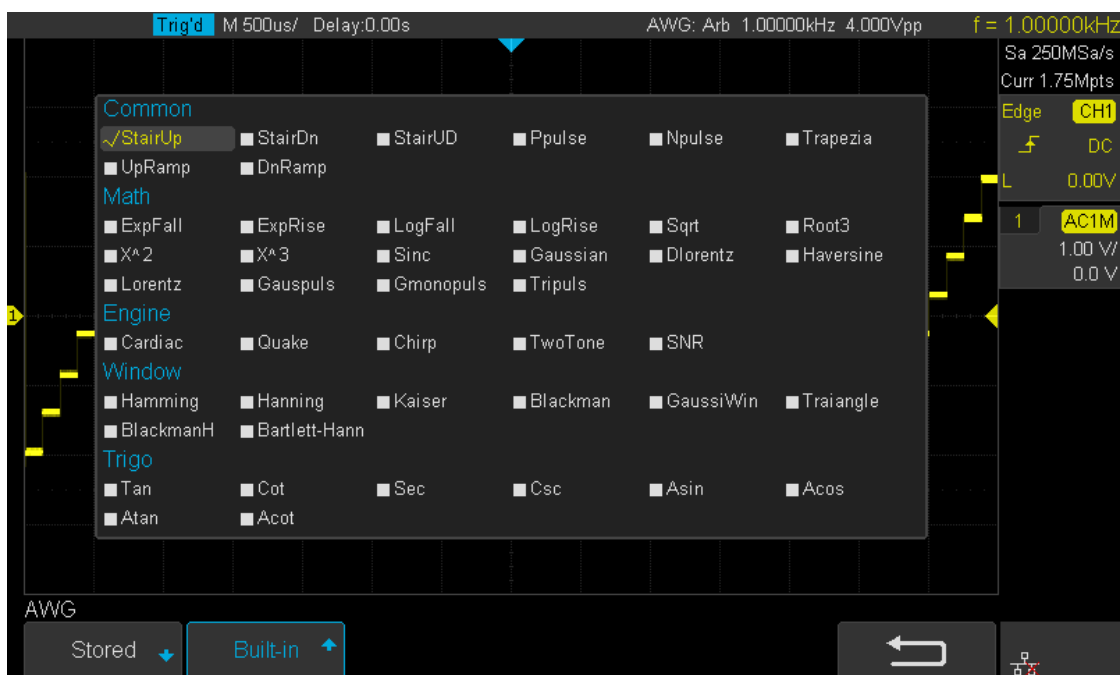 Trig'd M 500us/ Delay:0.00s AWG: Arb 1.00000kHz 4.000Vpp f = 1.00000kHz
Sa 250MSa/s
Curr 1.75Mpts
Edge CH1
DC
L 0.00V
1 AC1M
1.00 V/
0.0 V
1
Common
StairUp StairDn StairUD Ppulse Npulse Trapezia
UpRamp DnRamp
Math
ExpFall ExpRise LogFall LogRise Sqrt Root3
X^2 X^3 Sinc Gaussian Dlorentz Haversine
Lorentz Gauspuls Gmonopuls Tripuls
Engine
Cardiac Quake Chirp TwoTone SNR
Window
Hamming Hanning Kaiser Blackman GaussiWin Traiangle
BlackmanH Bartlett-Hann
Trigo
Tan Cot Sec Csc Asin Acos
Atan Acot
AWG
Stored Built-in